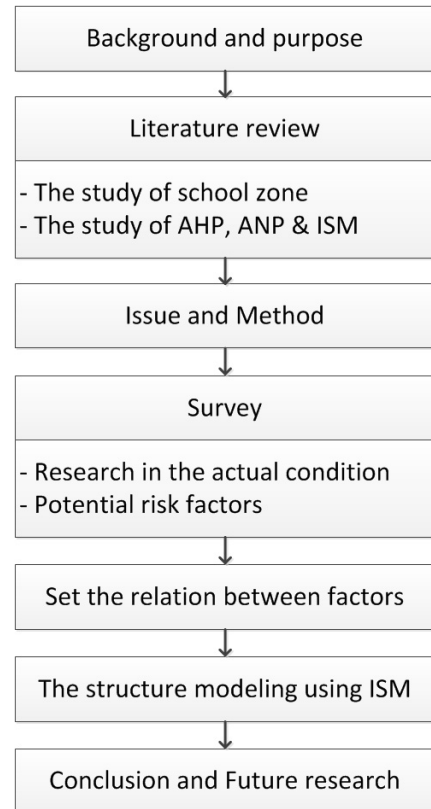 Background and purpose
Literature review
- The study of school zone
- The study of AHP, ANP & ISM
Issue and Method
Survey
- Research in the actual condition
- Potential risk factors
Set the relation between factors
The structure modeling using ISM
Conclusion and Future research